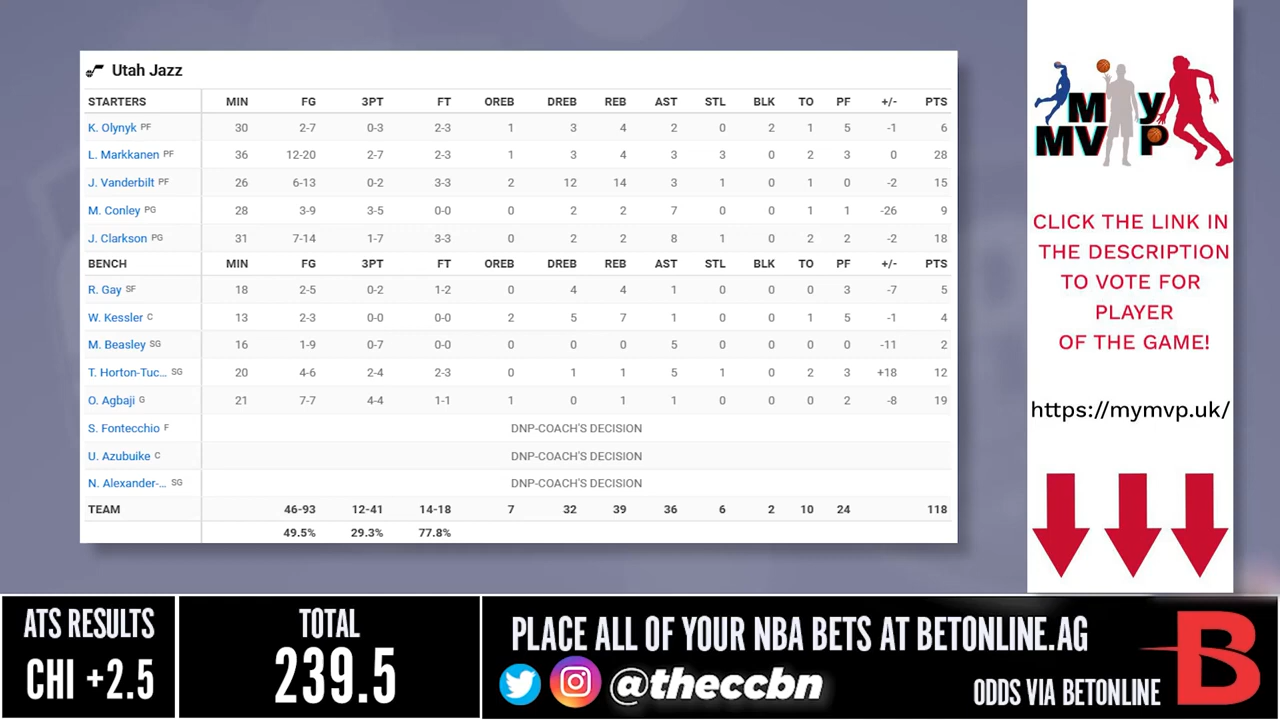 Utah Jazz
STARTERS MIN FG 3PT FT OREB DREB REB AST STL BLK TO PF +/- PTS
K. Olynyk PF 30 2-7 0-3 2-3 1 3 4 2 0 2 1 5 -1 6
L. Markkanen PF 36 12-20 2-7 2-3 1 3 4 3 3 0 2 3 0 28
J. Vanderbilt PF 26 6-13 0-2 3-3 2 12 14 3 1 0 1 0 -2 15
M. Conley PG 28 3-9 3-5 0-0 0 2 2 7 0 0 1 1 -26 9
J. Clarkson PG 31 7-14 1-7 3-3 0 2 2 8 1 0 2 2 -2 18
BENCH MIN FG 3PT FT OREB DREB REB AST STL BLK TO PF +/- PTS
R. Gay SF 18 2-5 0-2 1-2 0 4 4 1 0 0 0 3 -7 5
W. Kessler C 13 2-3 0-0 0-0 2 5 7 1 0 0 1 5 -1 4
M. Beasley SG 16 1-9 0-7 0-0 0 0 0 5 0 0 0 0 -11 2
T. Horton-Tuc... SG 20 4-6 2-4 2-3 0 1 1 5 1 0 2 3 +18 12
O. Agbaji G 21 7-7 4-4 1-1 1 0 1 1 0 0 0 2 -8 19
S. Fontecchio F DNP-COACH'S DECISION
U. Azubuike C DNP-COACH'S DECISION
N. Alexander-... SG DNP-COACH'S DECISION
TEAM 46-93 12-41 14-18 7 32 39 36 6 2 10 24 118
49.5% 29.3% 77.8%
My
MVP
CLICK THE LINK IN
THE DESCRIPTION
TO VOTE FOR
PLAYER
OF THE GAME!
https://mymvp.uk/
ATS RESULTS
CHI +2.5
TOTAL
239.5
PLACE ALL OF YOUR NBA BETS AT BETONLINE.AG
@theccbn
ODDS VIA BETONLINE
B